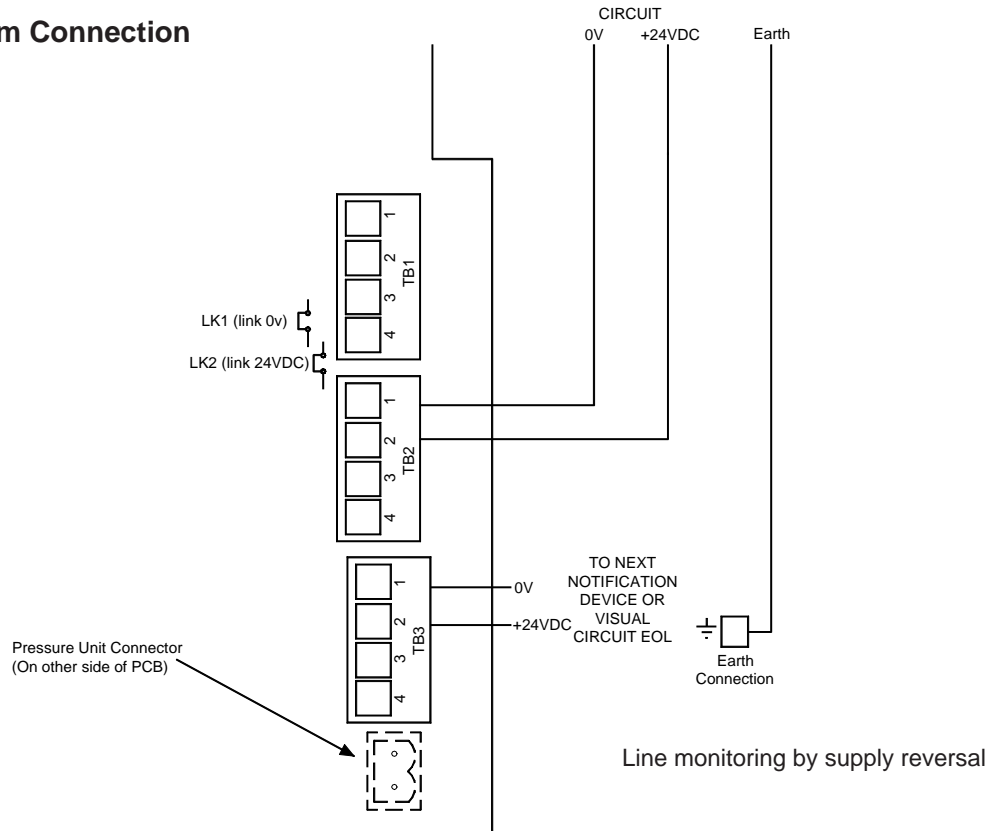 m Connection
CIRCUIT
0V +24VDC
Earth
1
2
3
4
TB1
LK1 (link 0v)
LK2 (link 24VDC)
1
2
3
4
TB2
1
2
3
4
TB3
0V
+24VDC
TO NEXT
NOTIFICATION
DEVICE OR
VISUAL
CIRCUIT EOL
Earth
Connection
Pressure Unit Connector
(On other side of PCB)
Line monitoring by supply reversal